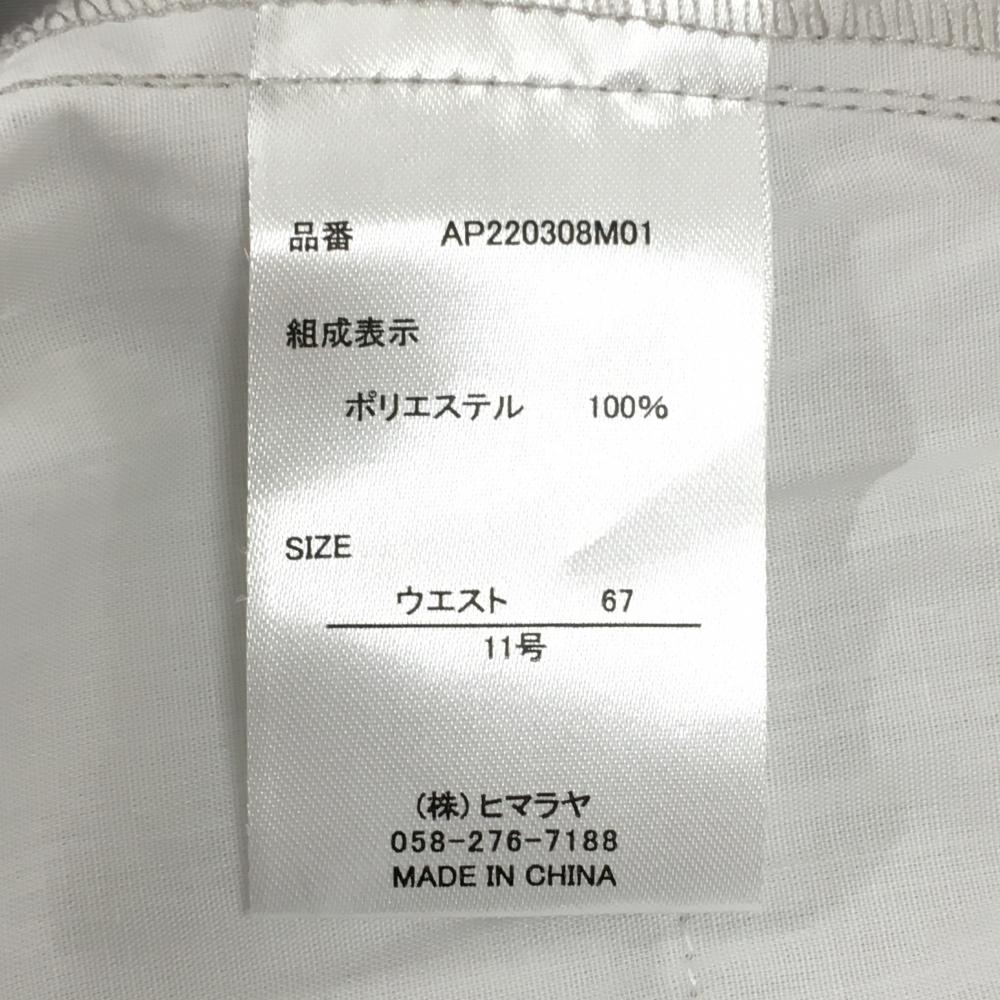 品番 AP220308M01
組成表示
ポリエステル 100%
SIZE
ウエスト 67
11号
(株)ヒマラヤ
058-276-7188
MADE IN CHINA